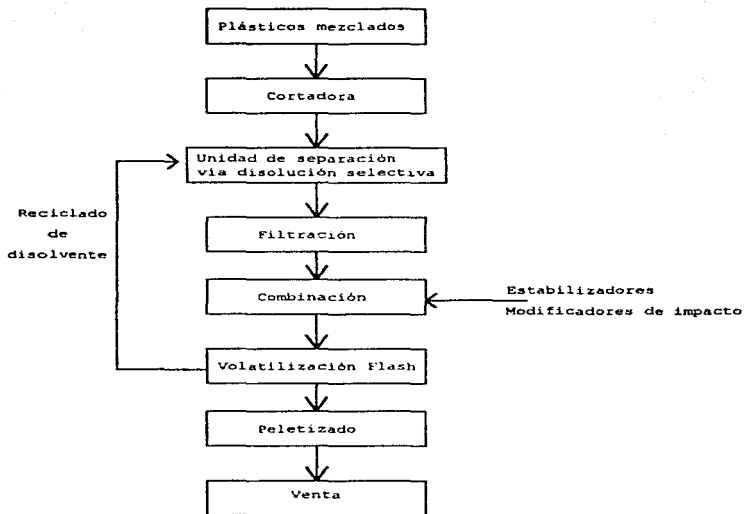 Plásticos mezclados
Cortadora
Unidad de separación
vía disolución selectiva
Reciclado
de
disolvente
Filtración
Combinación
Estabilizadores
Modificadores de impacto
Volatilización Flash
Peletizado
Venta